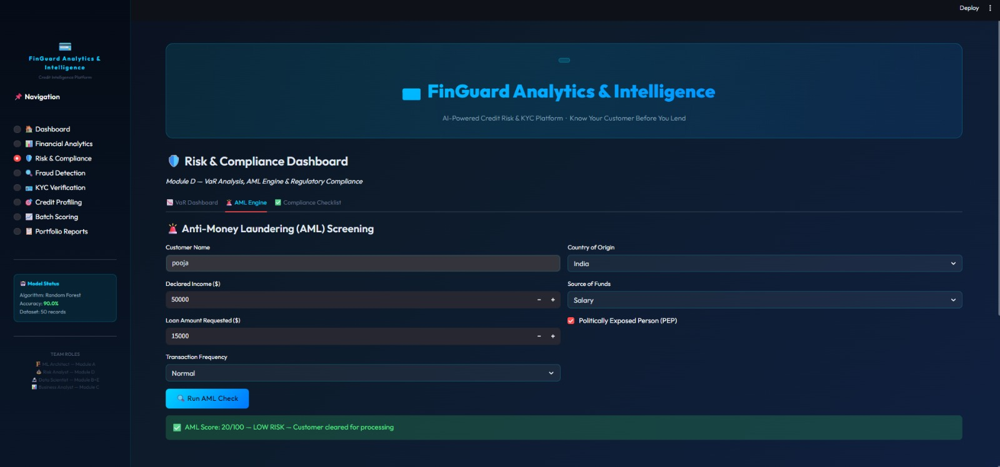 Deploy
FinGuard Analytics &
Intelligence
Credit Intelligence Platform
Navigation
Dashboard
Financial Analytics
Risk & Compliance
Fraud Detection
KYC Verification
Credit Profiling
Batch Scoring
Portfolio Reports
Model Status
Algorithm: Random Forest
Accuracy: 90.0%
Dataset: 50 records
TEAM ROLES
ML Architect — Module A
Risk Analyst — Module D
Data Scientist — Module B+E
Business Analyst — Module C
FinGuard Analytics & Intelligence
AI-Powered Credit Risk & KYC Platform · Know Your Customer Before You Lend
Risk & Compliance Dashboard
Module D — VaR Analysis, AML Engine & Regulatory Compliance
VaR Dashboard AML Engine Compliance Checklist
Anti-Money Laundering (AML) Screening
Customer Name
pooja
Declared Income ($)
50000
Loan Amount Requested ($)
15000
Transaction Frequency
Normal
Country of Origin
India
Source of Funds
Salary
Politically Exposed Person (PEP)
Run AML Check
AML Score: 20/100 — LOW RISK — Customer cleared for processing